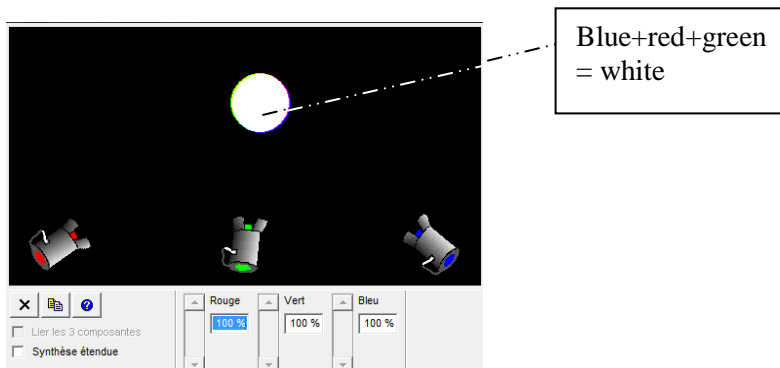 Blue+red+green
= white
Rouge
Vert
Bleu
100 %
100 %
100 %
Lier les 3 composantes
Synthèse étendue